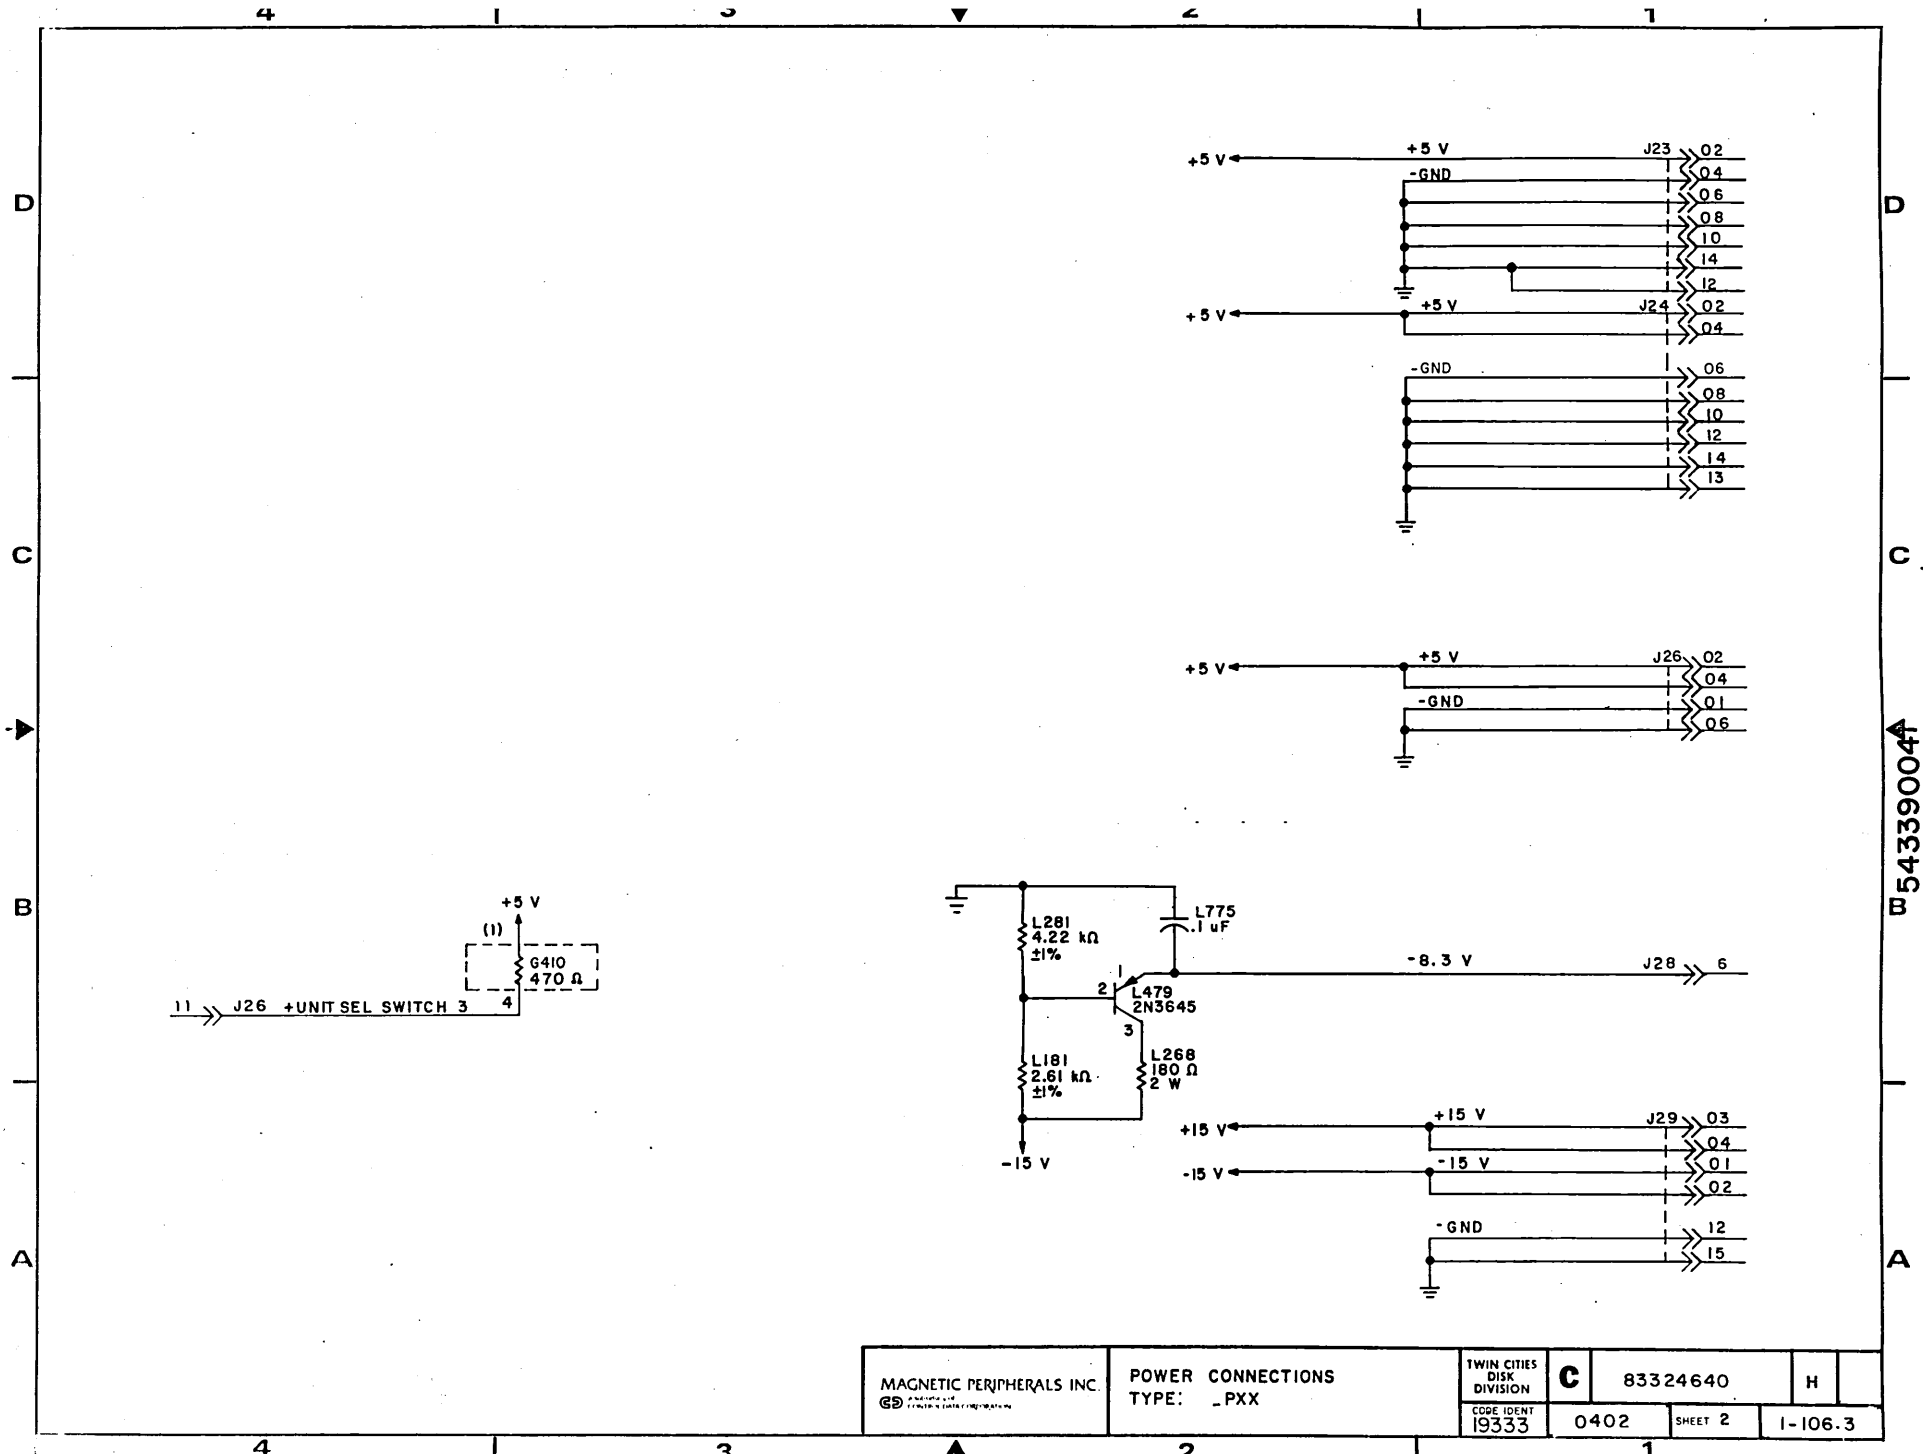 4 3 2 1
+5 V +5 V J23 02
-GND 04
D 06 D
08
10
14
12
+5 V +5 V J24 02
04
-GND 06
08
10
12
14
13
C C
+5 V +5 V J26 02
04
-GND 01
06
54339004
B B
+5 V
(1)
G410
470 Ω
4
11 J26 +UNIT SEL SWITCH 3
L281
4.22 kΩ
±1%
L775
.1 uF
1
-8.3 V J28 6
2
L479
2N3645
3
L181
2.61 kΩ
±1%
L268
180 Ω
2 W
-15 V
+15 V +15 V J29 03
04
-15 V -15 V 01
02
-GND 12
A 15 A
MAGNETIC PERIPHERALS INC.
CONTROL DATA CORPORATION
POWER CONNECTIONS
TYPE: _PXX
TWIN CITIES
DISK
DIVISION
C 83324640 H
CODE IDENT
19333
0402 SHEET 2 1-106.3
4 3 2 1